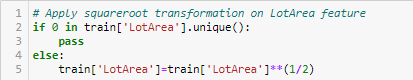 1 # Apply squareroot transformation on LotArea feature
2 if 0 in train['LotArea'].unique():
3     pass
4 else:
5     train['LotArea']=train['LotArea']**(1/2)